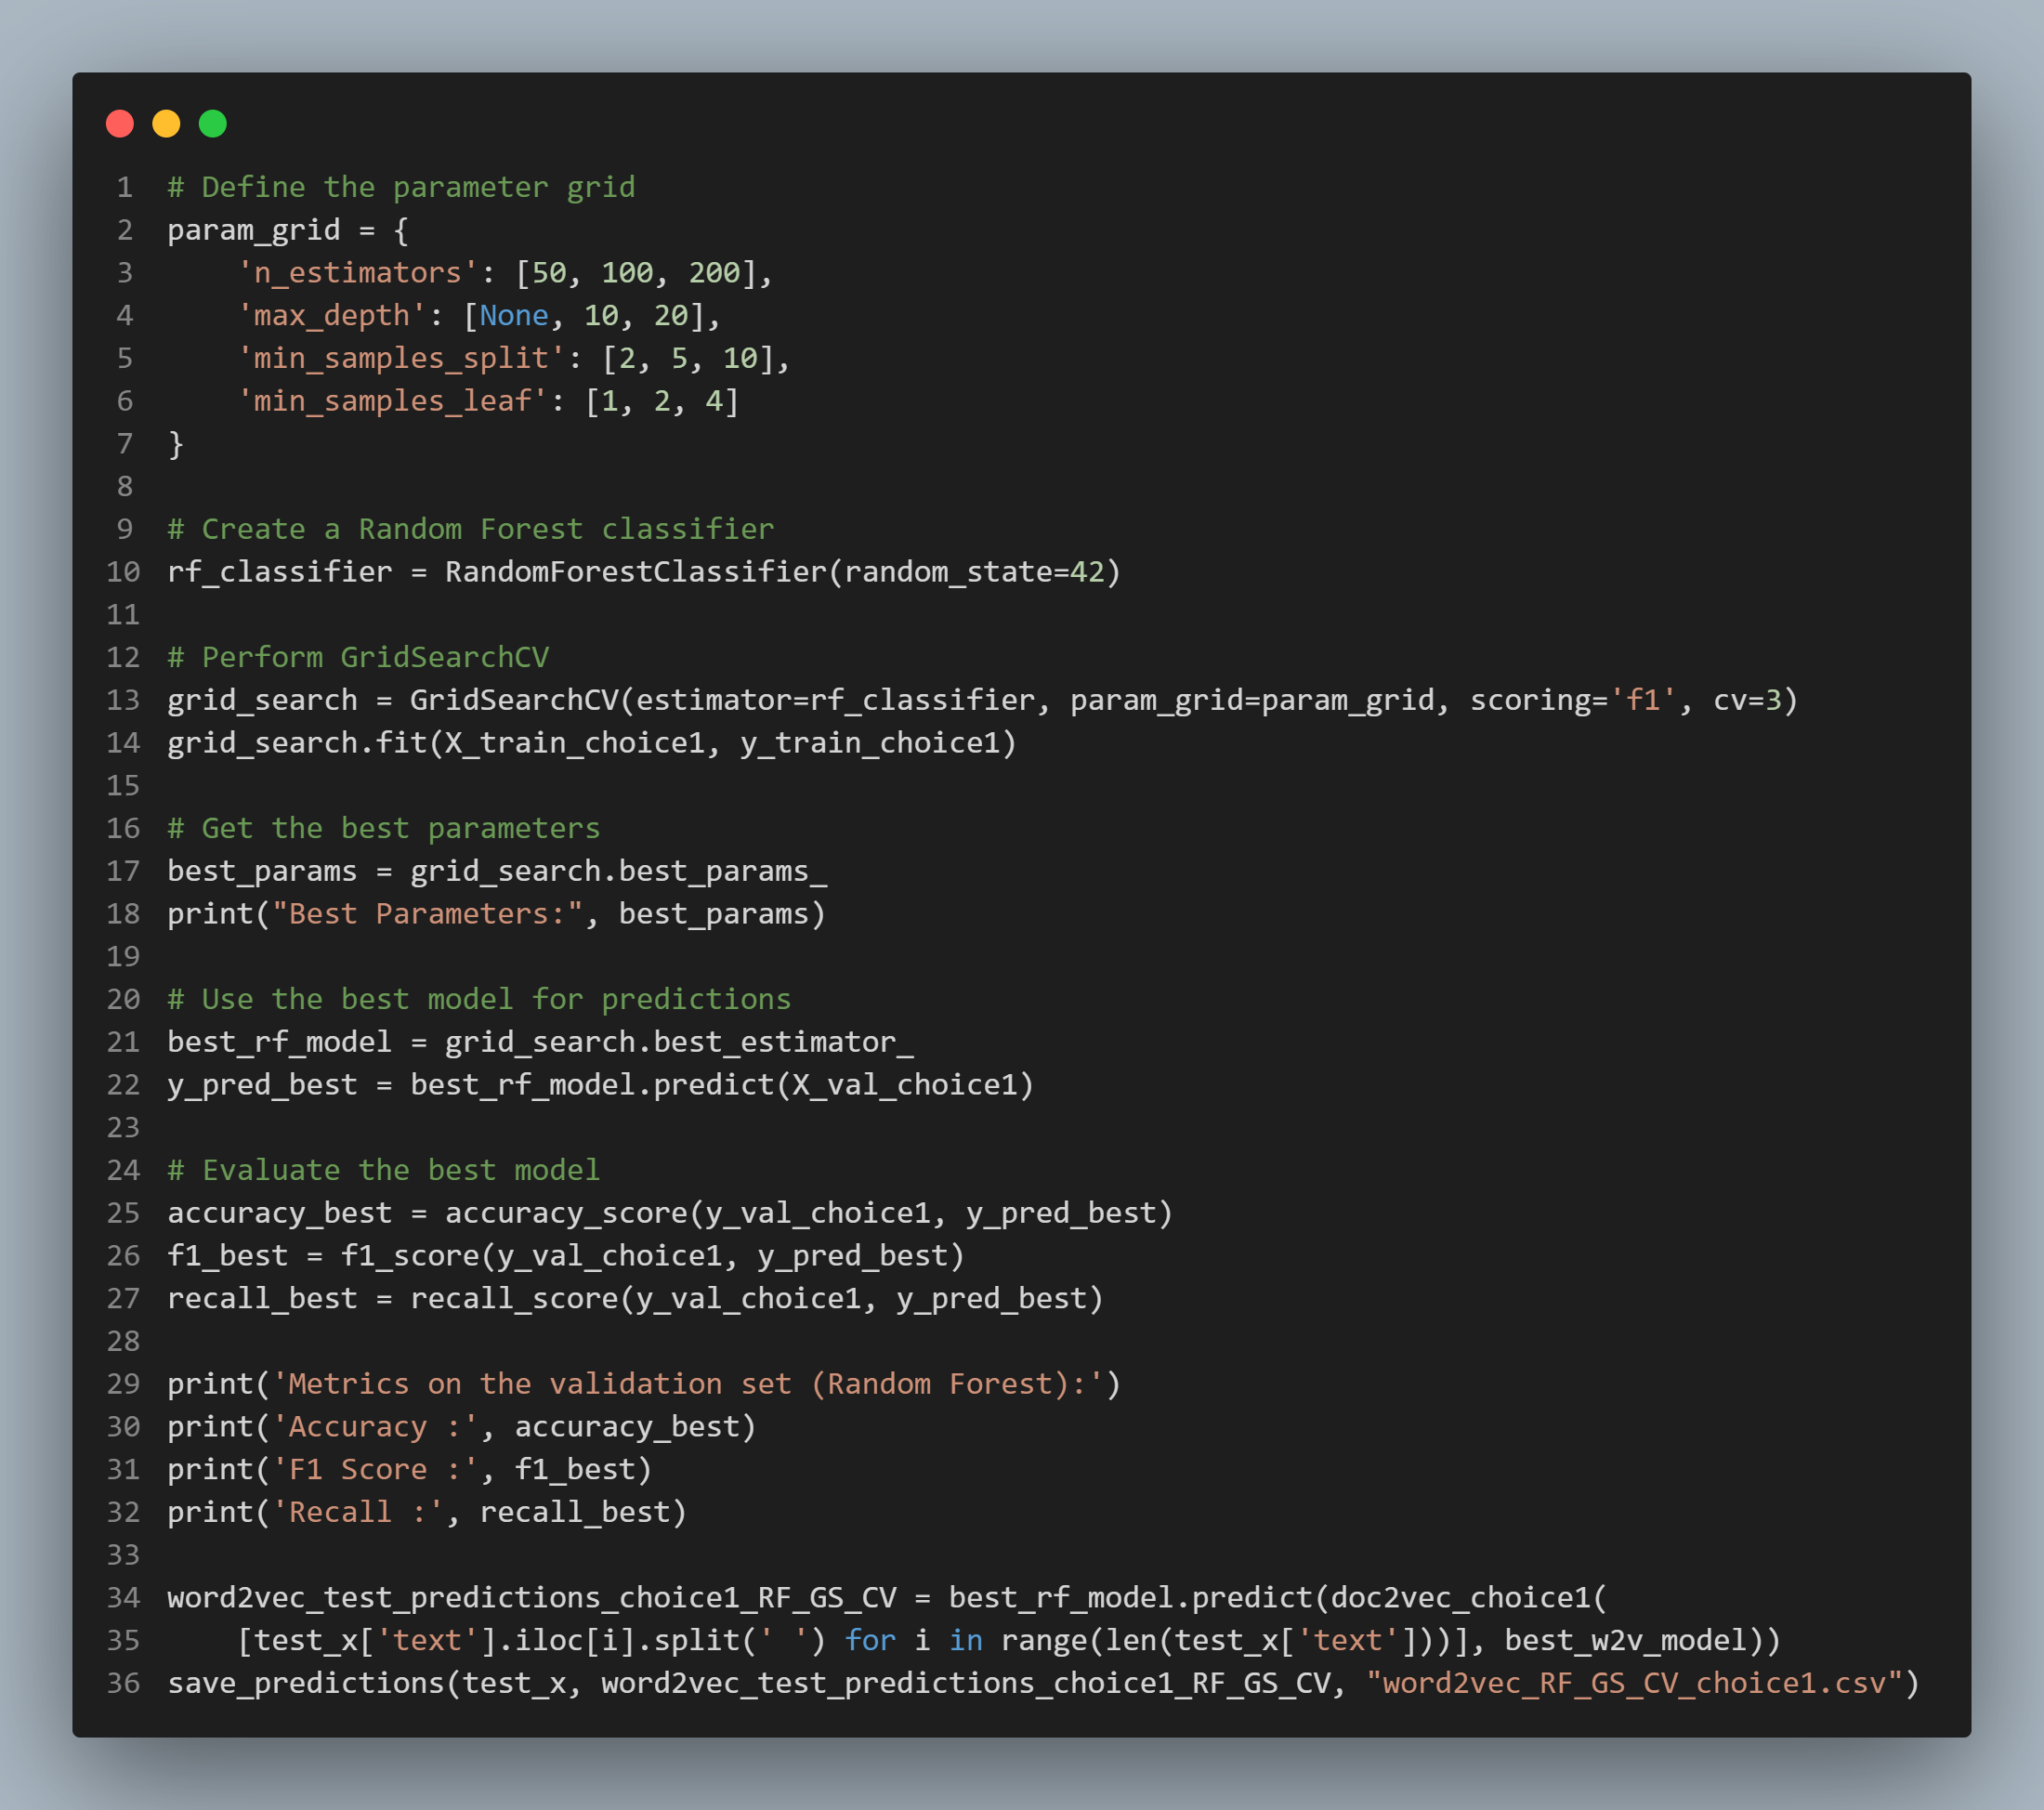 1 # Define the parameter grid
2 param_grid = {
3     'n_estimators': [50, 100, 200],
4     'max_depth': [None, 10, 20],
5     'min_samples_split': [2, 5, 10],
6     'min_samples_leaf': [1, 2, 4]
7 }
8
9 # Create a Random Forest classifier
10 rf_classifier = RandomForestClassifier(random_state=42)
11
12 # Perform GridSearchCV
13 grid_search = GridSearchCV(estimator=rf_classifier, param_grid=param_grid, scoring='f1', cv=3)
14 grid_search.fit(X_train_choice1, y_train_choice1)
15
16 # Get the best parameters
17 best_params = grid_search.best_params_
18 print("Best Parameters:", best_params)
19
20 # Use the best model for predictions
21 best_rf_model = grid_search.best_estimator_
22 y_pred_best = best_rf_model.predict(X_val_choice1)
23
24 # Evaluate the best model
25 accuracy_best = accuracy_score(y_val_choice1, y_pred_best)
26 f1_best = f1_score(y_val_choice1, y_pred_best)
27 recall_best = recall_score(y_val_choice1, y_pred_best)
28
29 print('Metrics on the validation set (Random Forest):')
30 print('Accuracy :', accuracy_best)
31 print('F1 Score :', f1_best)
32 print('Recall :', recall_best)
33
34 word2vec_test_predictions_choice1_RF_GS_CV = best_rf_model.predict(doc2vec_choice1(
35     [test_x['text'].iloc[i].split(' ') for i in range(len(test_x['text']))], best_w2v_model))
36 save_predictions(test_x, word2vec_test_predictions_choice1_RF_GS_CV, "word2vec_RF_GS_CV_choice1.csv")